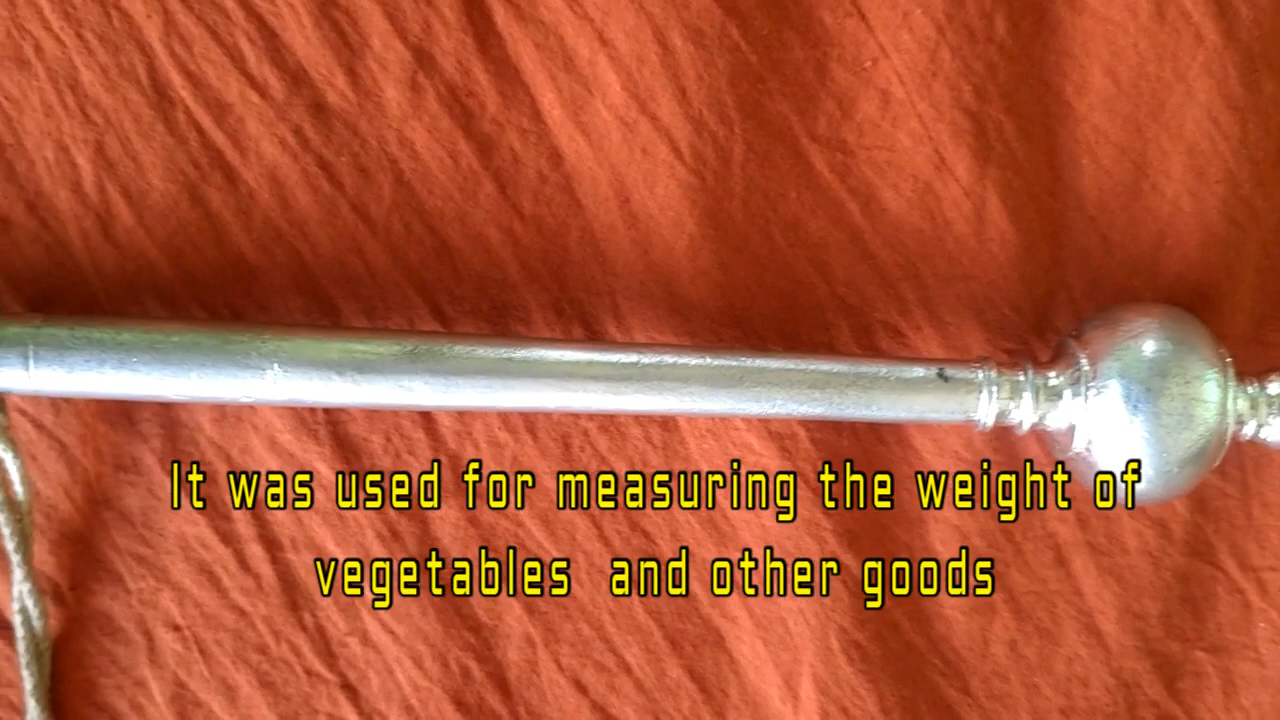 It was used for measuring the weight of
vegetables and other goods